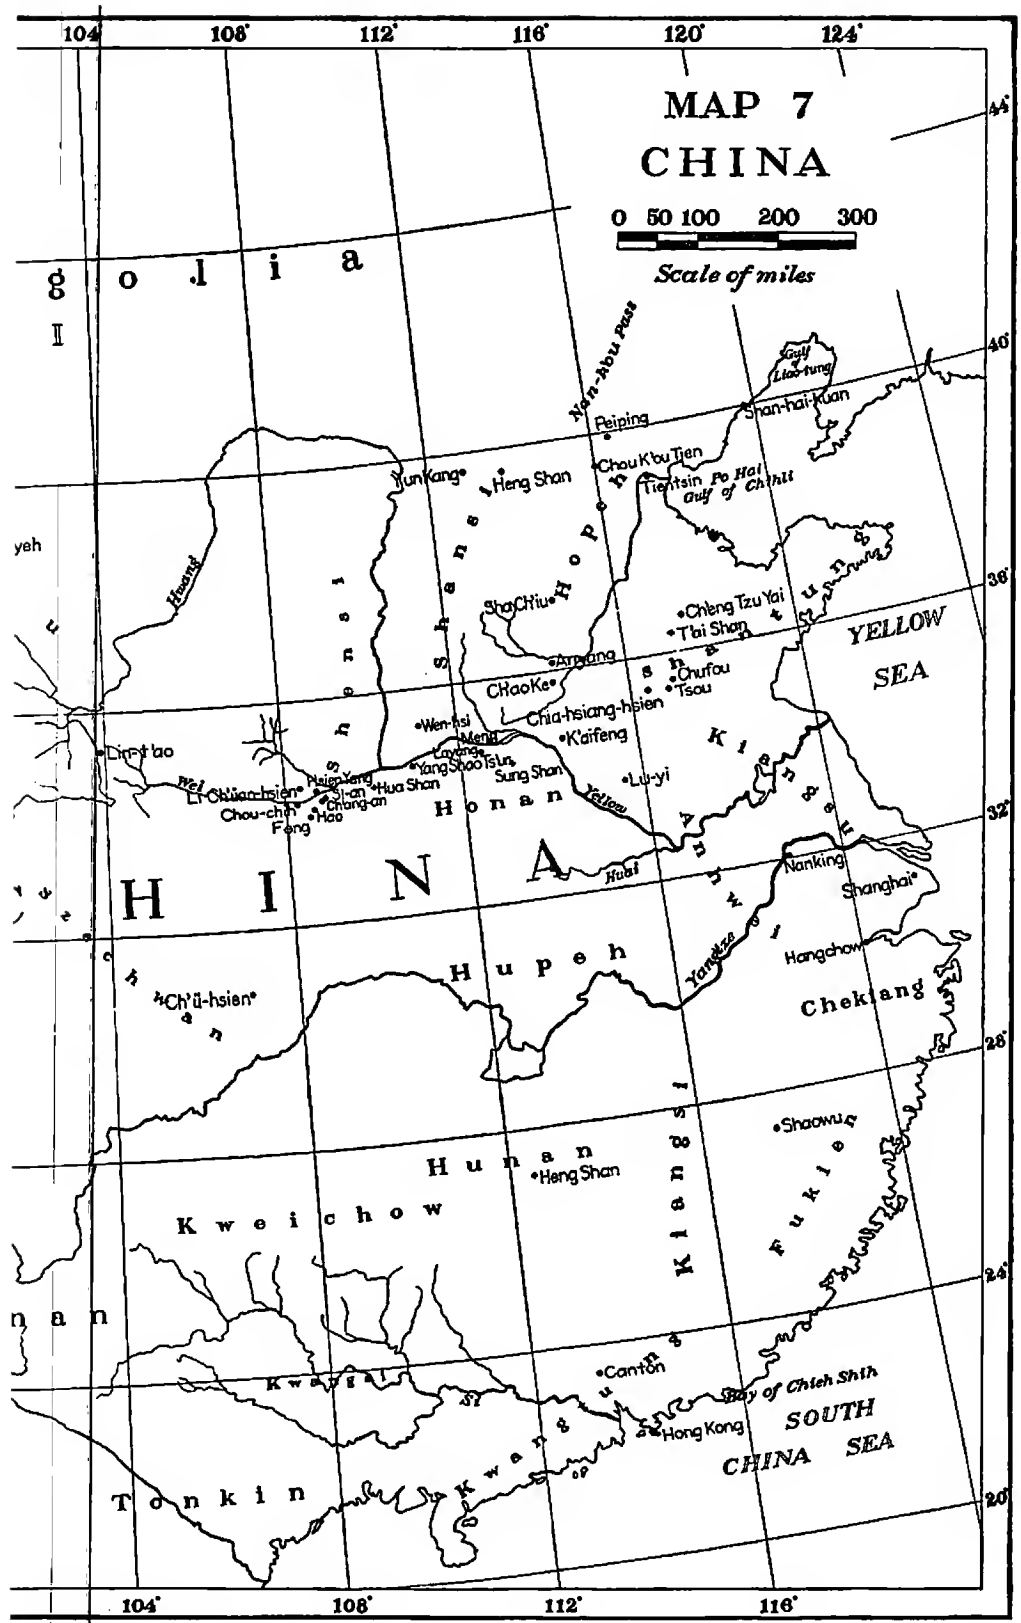 104° 108° 112° 116° 120° 124°
MAP 7
CHINA
0 50 100 200 300
Scale of miles
44°
g o l i a
I
Nan-k'ou Pass
40°
Gulf of Liao-tung
Shan-hai-kuan
Peiping
Chou K'ou Tien
Yun Kang
Heng Shan
Tientsin
Po Hai
Gulf of Chihli
yeh
Hwang
Shansi
Hopeh
Shensi
u
Sha Ch'iu
Ch'eng Tzu Yai
T'ai Shan
Shantung
36°
YELLOW
SEA
Anyang
Ch'ao Ke
Chufou
Tsou
Chia-hsiang-hsien
Wen-hsi
Meng
Loyang
K'aifeng
Kiangsu
Lin-t'ao
Wei
Hsien Yang
Yang Shao Ts'un
Sung Shan
Li Ch'üan-hsien
Si-an
Hua Shan
Lu-yi
Chou-chih
Chang-an
Honan
Yellow
Feng
Hao
32°
Anhwei
HINA
Huai
Nanking
Shanghai
zechhan
Hupeh
Yangtze
Hangchow
Ch'ü-hsien
Chekiang
28°
Kiangsi
Shaowu
Hunan
Heng Shan
Fukien
Kweichow
24°
nan
Canton
Kwangsi
Si
Kwangtung
Bay of Chieh Shih
Hong Kong
SOUTH
CHINA SEA
Tonkin
20°
104° 108° 112° 116°